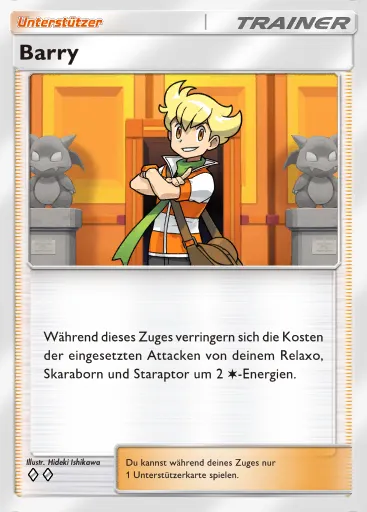 Unterstützer
TRAINER
Barry
Während dieses Zuges verringern sich die Kosten
der eingesetzten Attacken von deinem Relaxo,
Skaraborn und Staraptor um 2 ✶-Energien.
Illustr. Hideki Ishikawa
Du kannst während deines Zuges nur
1 Unterstützerkarte spielen.